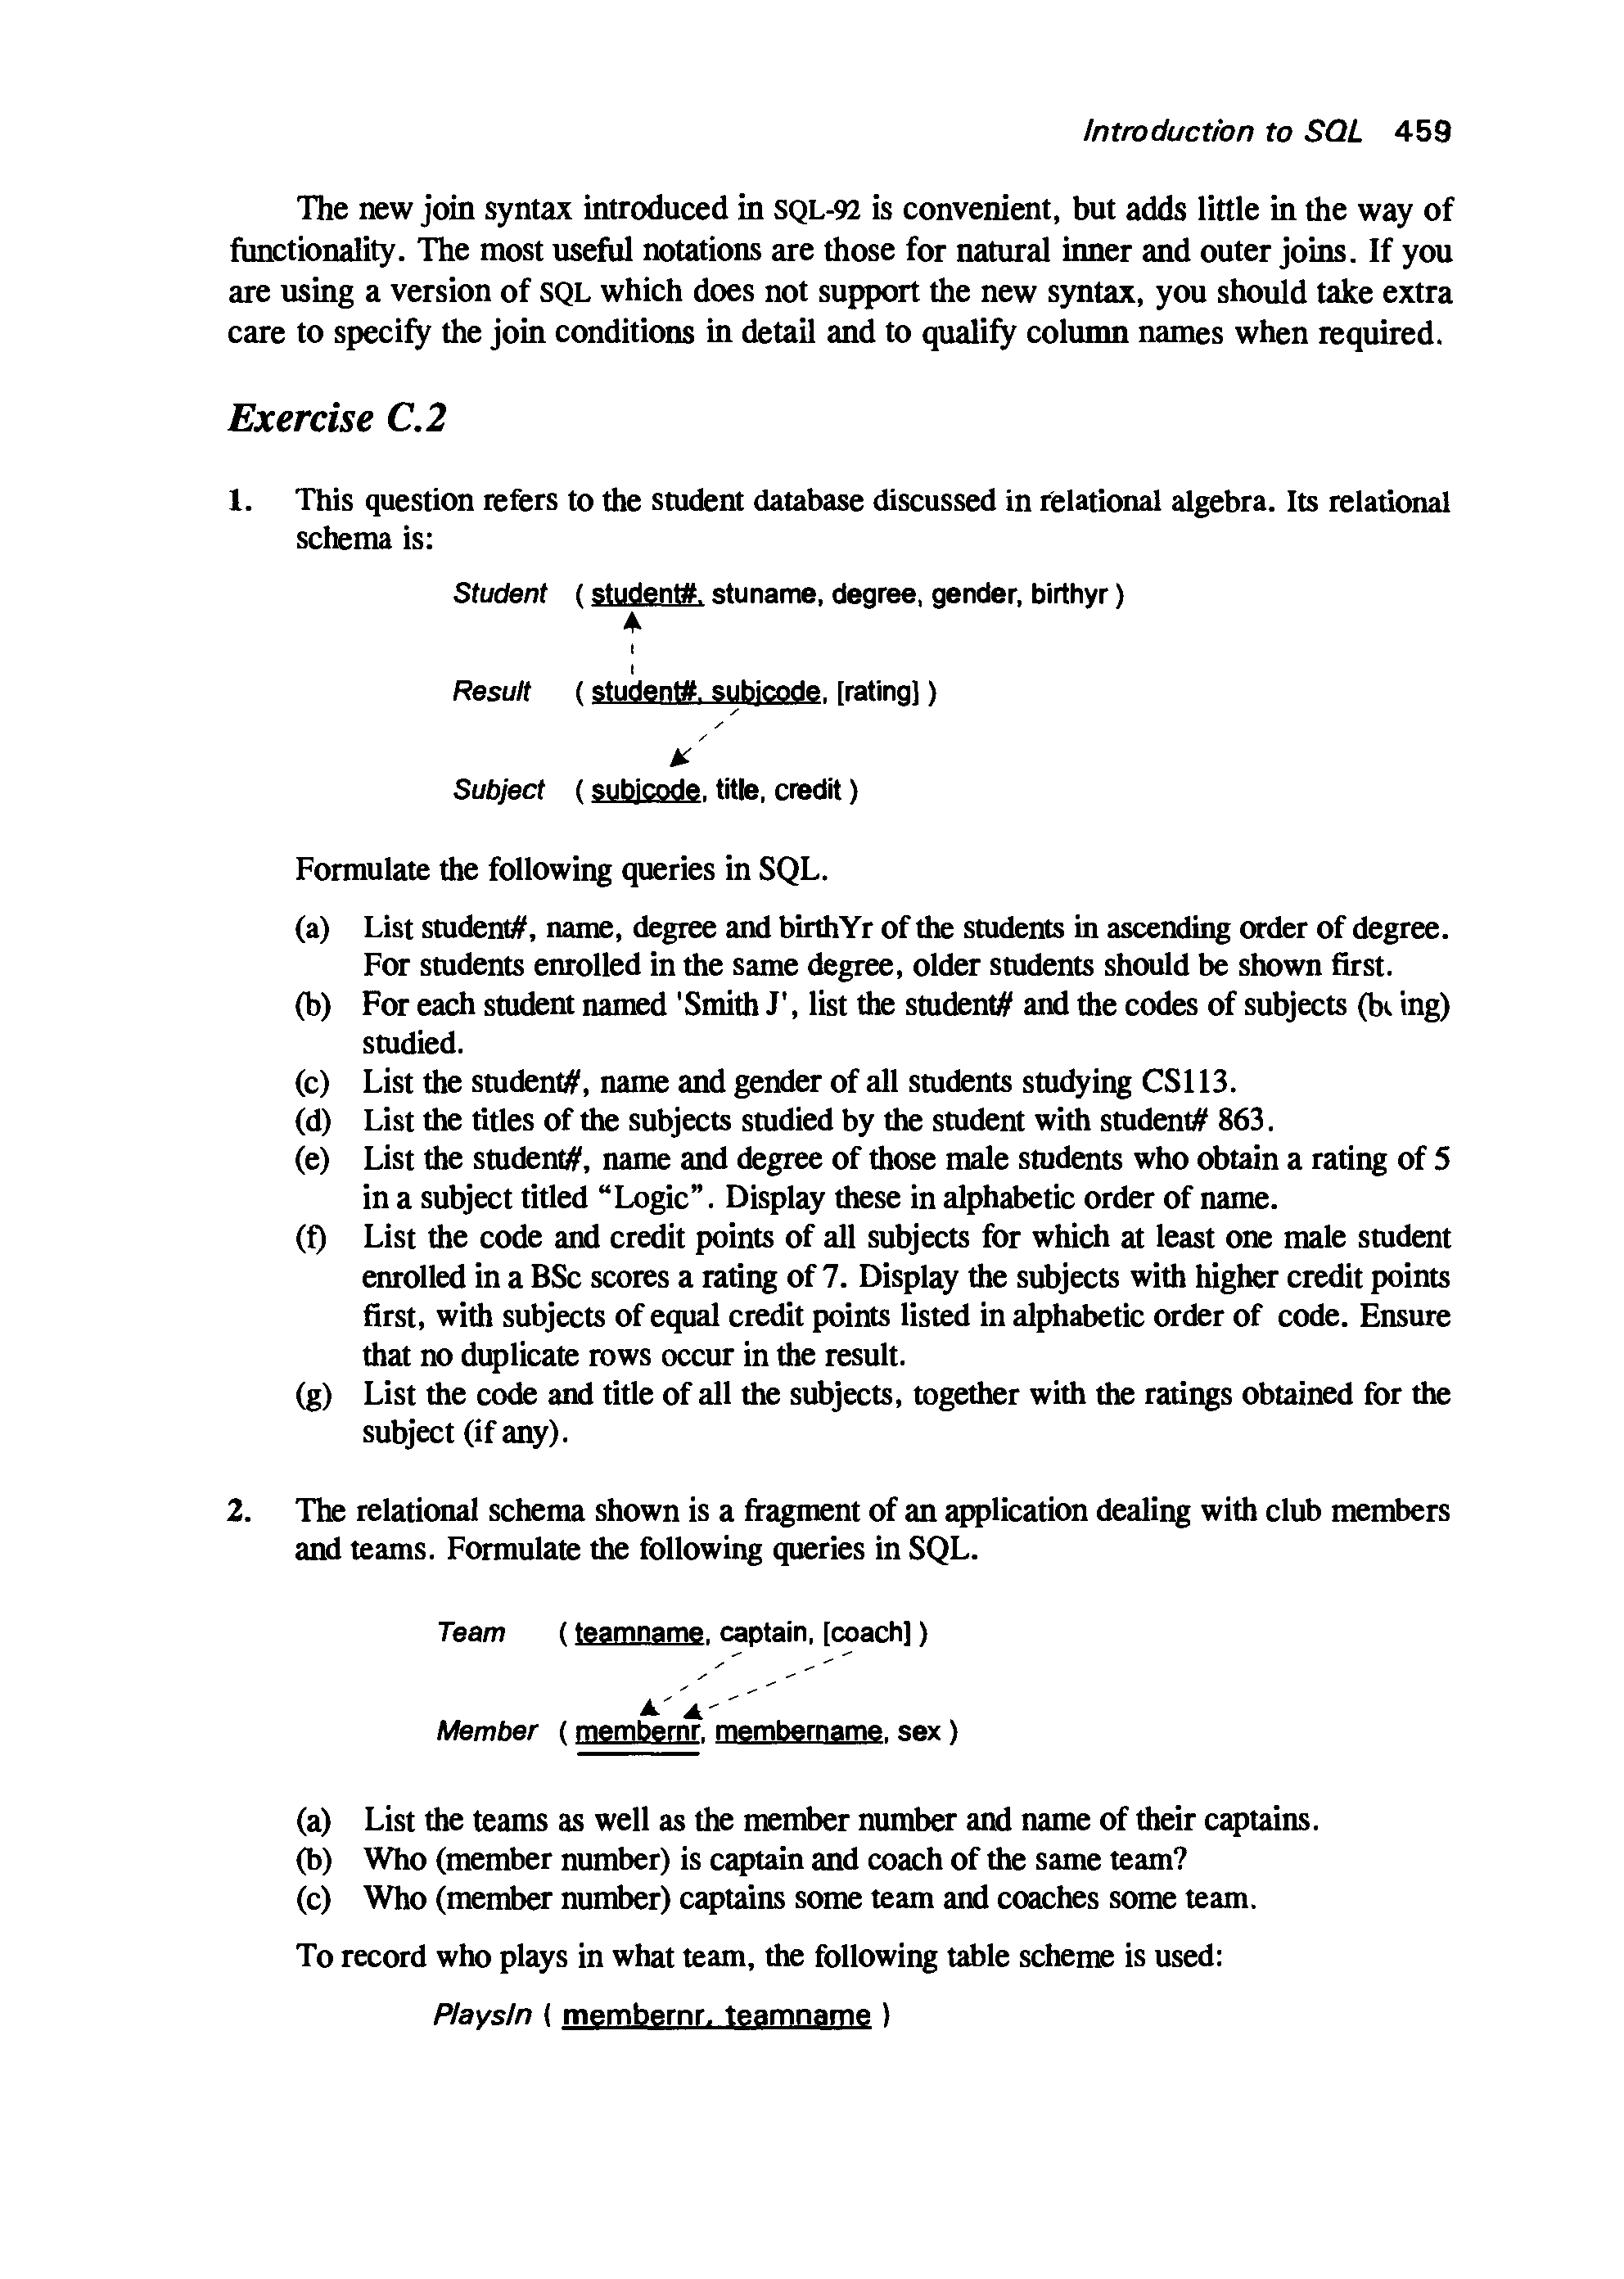 Introduction to SQL 459
The new join syntax introduced in SQL-92 is convenient, but adds little in the way of
functionality. The most useful notations are those for natural inner and outer joins. If you
are using a version of SQL which does not support the new syntax, you should take extra
care to specify the join conditions in detail and to qualify column names when required.
Exercise C.2
1. This question refers to the student database discussed in relational algebra. Its relational
schema is:
Student ( student#, stuname, degree, gender, birthyr )
Result ( student#, subjcode, [rating] )
Subject ( subjcode, title, credit )
Formulate the following queries in SQL.
(a) List student#, name, degree and birthYr of the students in ascending order of degree.
For students enrolled in the same degree, older students should be shown first.
(b) For each student named 'Smith J', list the student# and the codes of subjects (being)
studied.
(c) List the student#, name and gender of all students studying CS113.
(d) List the titles of the subjects studied by the student with student# 863.
(e) List the student#, name and degree of those male students who obtain a rating of 5
in a subject titled “Logic”. Display these in alphabetic order of name.
(f) List the code and credit points of all subjects for which at least one male student
enrolled in a BSc scores a rating of 7. Display the subjects with higher credit points
first, with subjects of equal credit points listed in alphabetic order of code. Ensure
that no duplicate rows occur in the result.
(g) List the code and title of all the subjects, together with the ratings obtained for the
subject (if any).
2. The relational schema shown is a fragment of an application dealing with club members
and teams. Formulate the following queries in SQL.
Team ( teamname, captain, [coach] )
Member ( membernr, membername, sex )
(a) List the teams as well as the member number and name of their captains.
(b) Who (member number) is captain and coach of the same team?
(c) Who (member number) captains some team and coaches some team.
To record who plays in what team, the following table scheme is used:
PlaysIn ( membernr, teamname )